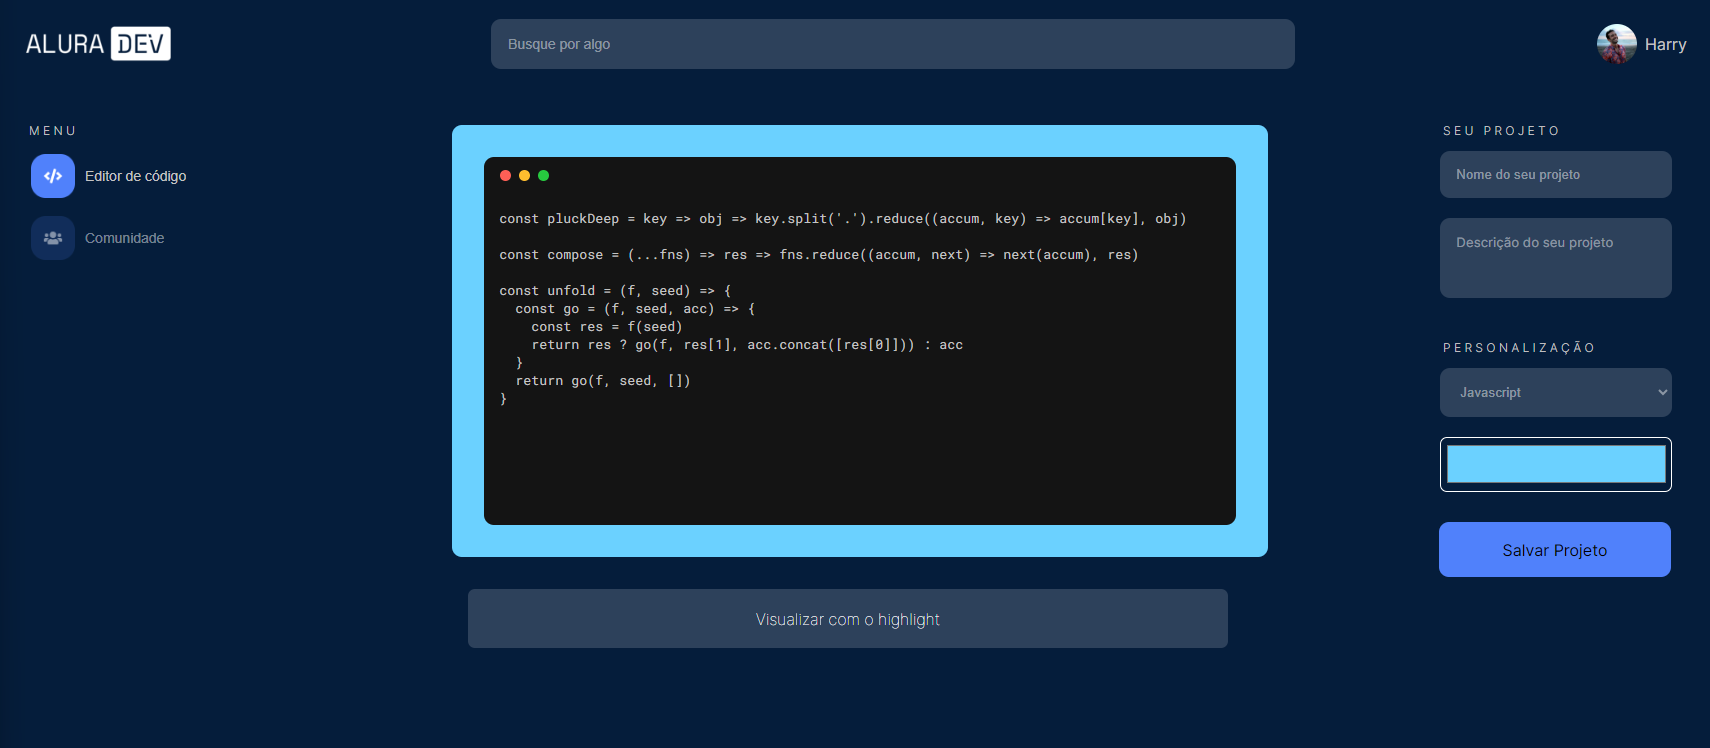 ALURA DEV
Busque por algo
Harry
MENU
Editor de código
Comunidade
const pluckDeep = key => obj => key.split('.').reduce((accum, key) => accum[key], obj)
const compose = (...fns) => res => fns.reduce((accum, next) => next(accum), res)
const unfold = (f, seed) => {
  const go = (f, seed, acc) => {
    const res = f(seed)
    return res ? go(f, res[1], acc.concat([res[0]])) : acc
  }
  return go(f, seed, [])
}
Visualizar com o highlight
SEU PROJETO
Nome do seu projeto
Descrição do seu projeto
PERSONALIZAÇÃO
Javascript
Salvar Projeto